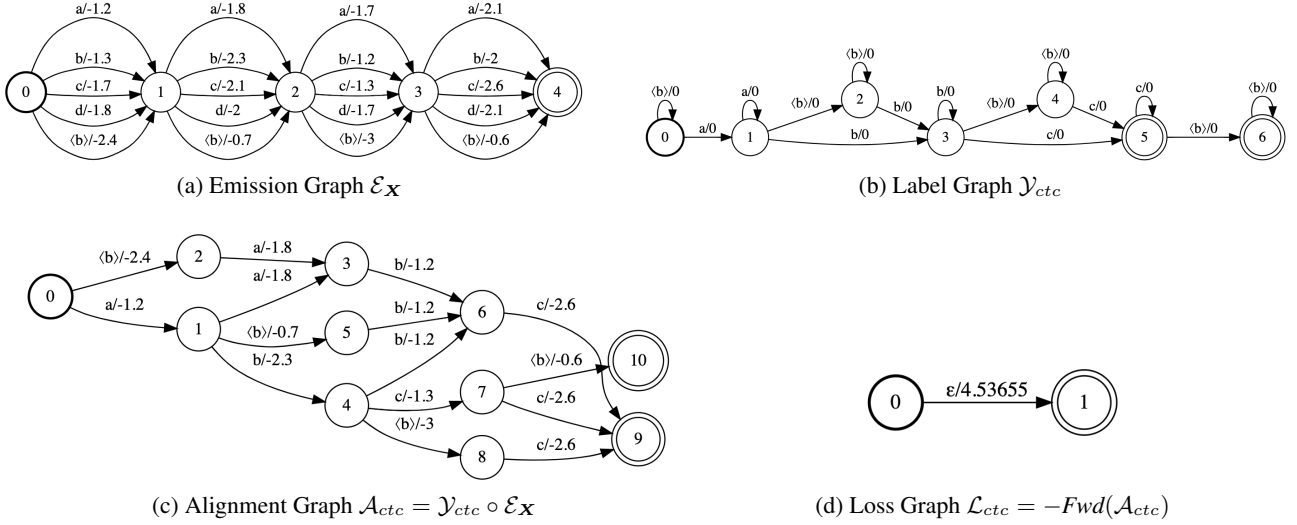 a/-1.2 a/-1.8 a/-1.7 a/-2.1
b/-1.3 b/-2.3 b/-1.2 b/-2
0 c/-1.7 1 c/-2.1 2 c/-1.3 3 c/-2.6 4
d/-1.8 d/-2 d/-1.7 d/-2.1
⟨b⟩/-2.4 ⟨b⟩/-0.7 ⟨b⟩/-3 ⟨b⟩/-0.6
(a) Emission Graph ℰ𝑿
⟨b⟩/0 ⟨b⟩/0
⟨b⟩/0 a/0 2 b/0 4 c/0 ⟨b⟩/0
⟨b⟩/0 b/0 ⟨b⟩/0 c/0
0 a/0 1 b/0 3 c/0 5 ⟨b⟩/0 6
(b) Label Graph 𝒴ctc
⟨b⟩/-2.4 2 a/-1.8 3 b/-1.2
0 a/-1.8 6 c/-2.6
a/-1.2 1 ⟨b⟩/-0.7 5 b/-1.2
b/-2.3 b/-1.2 ⟨b⟩/-0.6 10
4 c/-1.3 7 c/-2.6
⟨b⟩/-3 9
8 c/-2.6
(c) Alignment Graph 𝒜ctc = 𝒴ctc ∘ ℰ𝑿
0 ε/4.53655 1
(d) Loss Graph ℒctc = −Fwd(𝒜ctc)